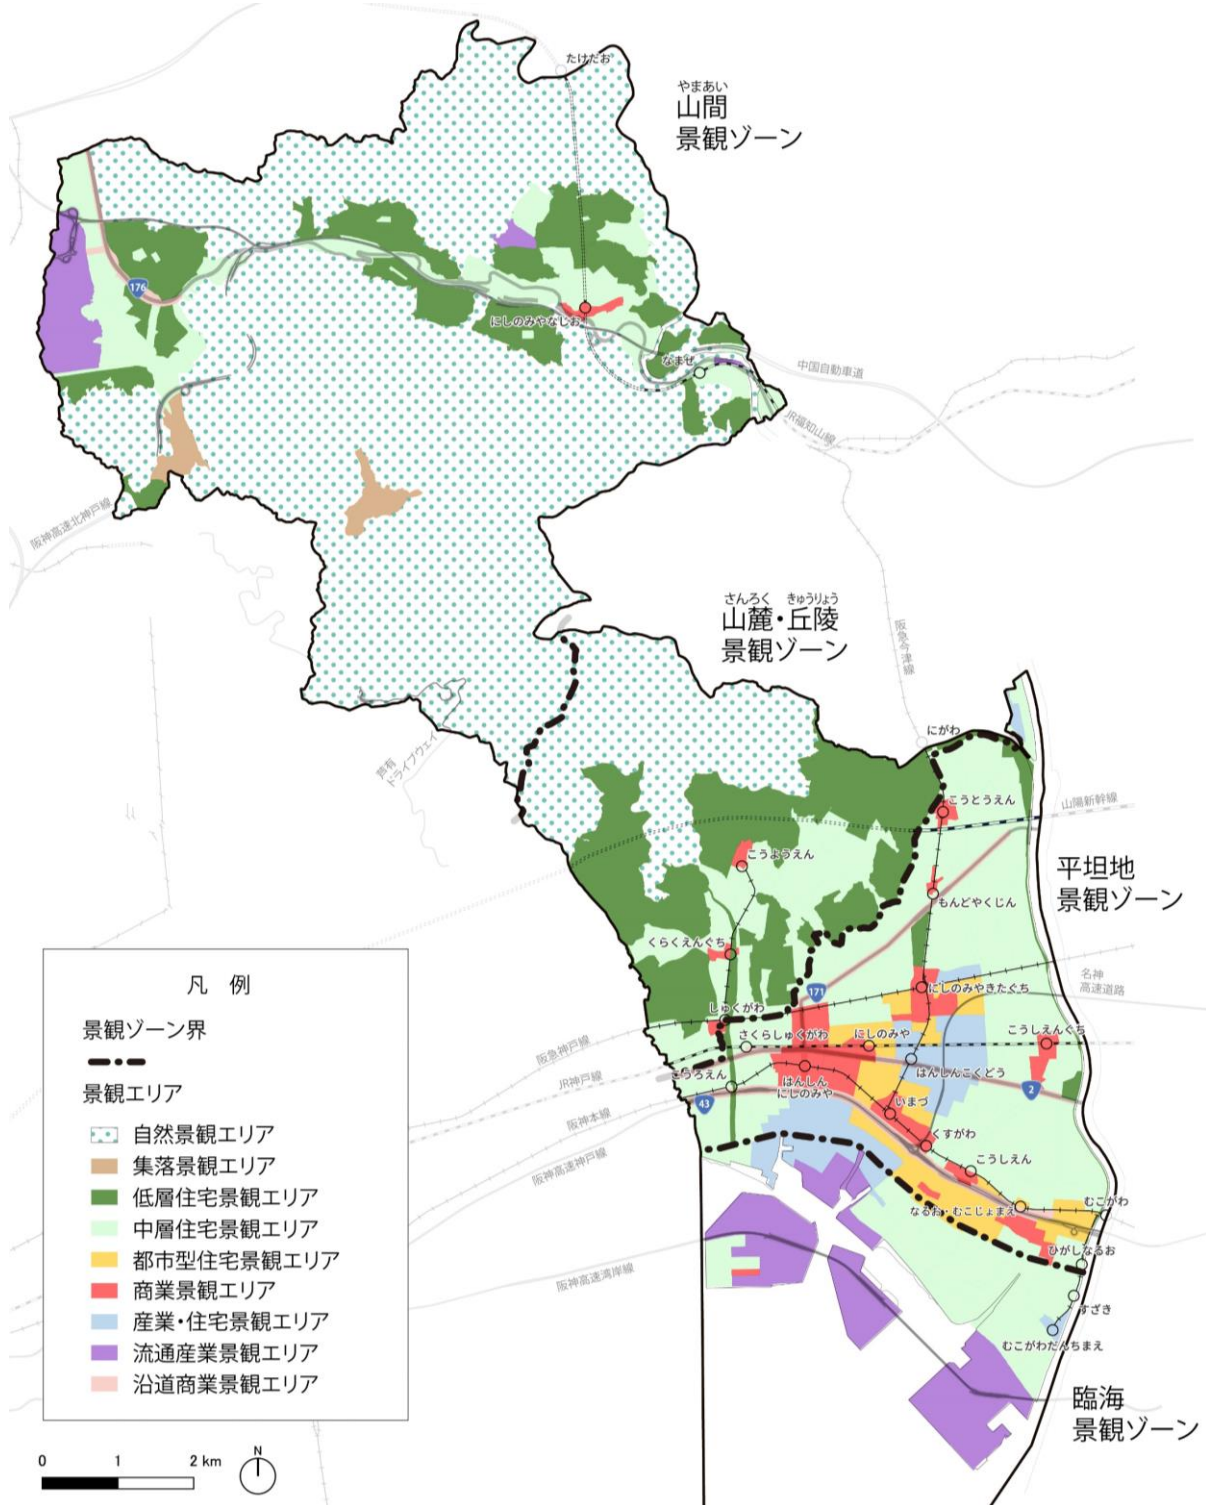 たけだお
やまあい
山間
景観ゾーン
176
にしのみやなじお
なまぜ
中国自動車道
JR福知山線
阪神高速北神戸線
さんろく きゅうりょう
山麓・丘陵
景観ゾーン
阪急今津線
芦有
ドライブウェイ
にがわ
こうとうえん
山陽新幹線
こうようえん
平坦地
景観ゾーン
もんどやくじん
くらくえんぐち
171
にしのみやきたぐち
名神
高速道路
しゅくがわ
さくらしゅくがわ
にしのみや
こうしえんぐち
阪急神戸線
はんしんこくどう
こうろえん
JR神戸線
はんしん
にしのみや
2
43
いまづ
阪神本線
くすがわ
こうしえん
阪神高速神戸線
なるお・むこじょまえ
むこがわ
ひがしなるお
阪神高速湾岸線
すざき
むこがわだんちまえ
臨海
景観ゾーン
凡 例
景観ゾーン界
景観エリア
自然景観エリア
集落景観エリア
低層住宅景観エリア
中層住宅景観エリア
都市型住宅景観エリア
商業景観エリア
産業・住宅景観エリア
流通産業景観エリア
沿道商業景観エリア
0 1 2 km
N